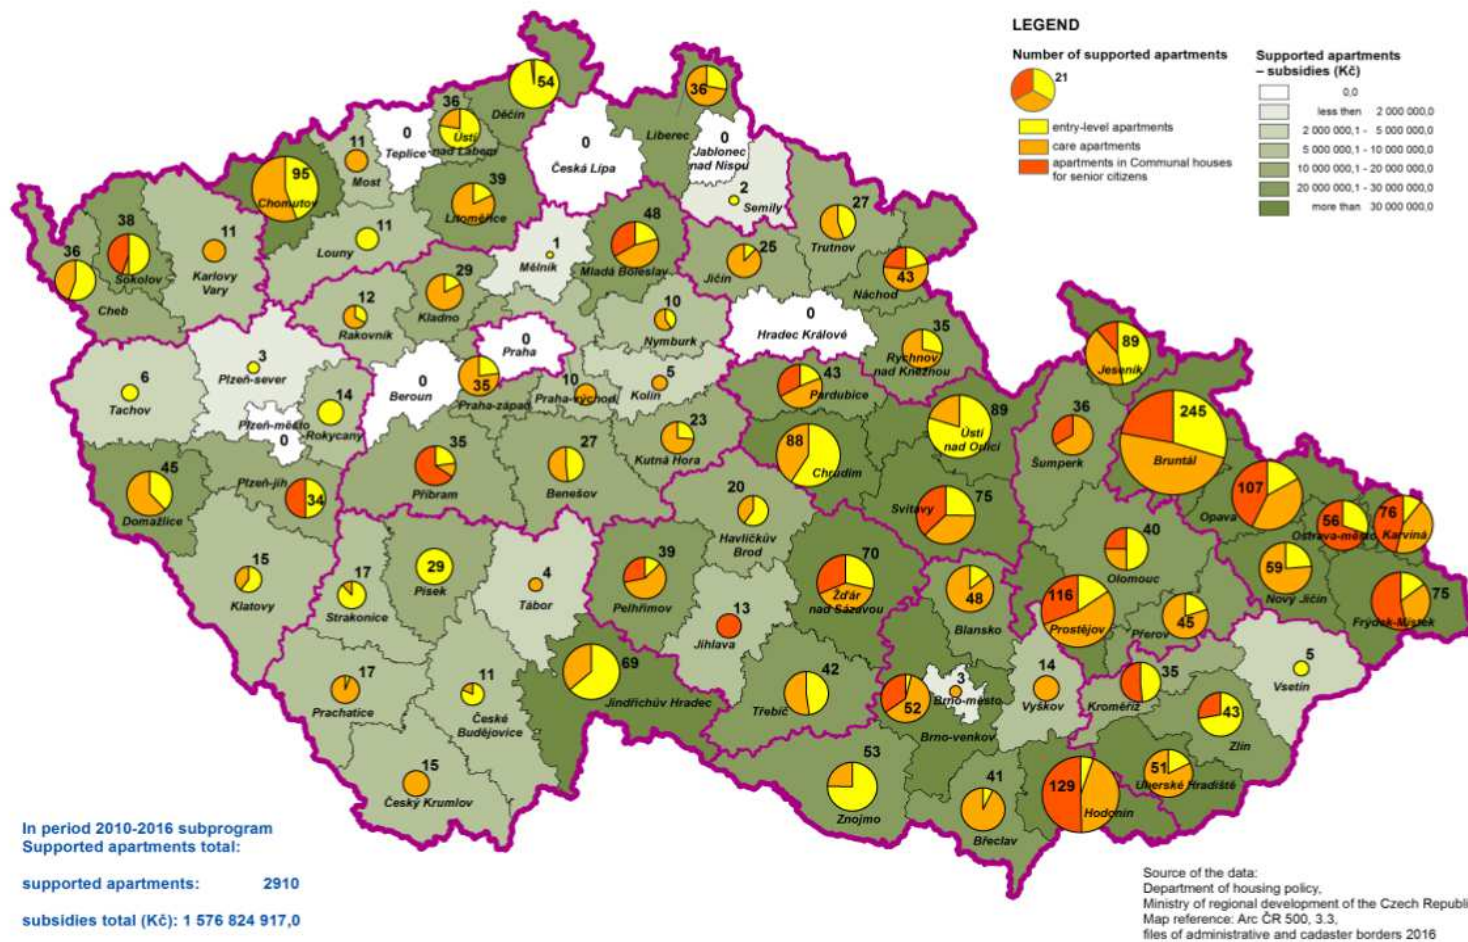 LEGEND
Number of supported apartments
21
entry-level apartments
care apartments
apartments in Communal houses
for senior citizens
Supported apartments
– subsidies (Kč)
0,0
less then 2 000 000,0
2 000 000,1 - 5 000 000,0
5 000 000,1 - 10 000 000,0
10 000 000,1 - 20 000 000,0
20 000 000,1 - 30 000 000,0
more than 30 000 000,0
54
Děčín
36
Ústí
nad Labem
0
Teplice
11
Most
95
Chomutov
39
Litoměřice
0
Česká Lípa
36
Liberec
0
Jablonec
nad Nisou
2
Semily
27
Trutnov
38
Sokolov
36
Cheb
11
Karlovy
Vary
11
Louny
1
Mělník
48
Mladá Boleslav
25
Jičín
43
Náchod
12
Rakovník
29
Kladno
10
Nymburk
0
Hradec Králové
35
Rychnov
nad Kněžnou
89
Jeseník
0
Praha
3
Plzeň-sever
6
Tachov
0
Beroun
35
Praha-západ
10
Praha-východ
5
Kolín
43
Pardubice
14
Rokycany
Plzeň-město
0
23
Kutná Hora
88
Chrudim
89
Ústí
nad Orlicí
36
Šumperk
245
Bruntál
45
Domažlice
Plzeň-jih
34
35
Příbram
27
Benešov
20
Havlíčkův
Brod
75
Svitavy
107
Opava
56
Ostrava-město
76
Karviná
15
Klatovy
17
Strakonice
29
Písek
4
Tábor
39
Pelhřimov
70
Žďár
nad Sázavou
48
Blansko
40
Olomouc
59
Nový Jičín
75
Frýdek-Místek
116
Prostějov
45
Přerov
13
Jihlava
17
Prachatice
11
České
Budějovice
69
Jindřichův Hradec
42
Třebíč
52
Brno-venkov
3
Brno-město
14
Vyškov
35
Kroměříž
43
Zlín
5
Vsetín
15
Český Krumlov
53
Znojmo
41
Břeclav
129
Hodonín
51
Uherské Hradiště
In period 2010-2016 subprogram
Supported apartments total:
supported apartments: 2910
subsidies total (Kč): 1 576 824 917,0
Source of the data:
Department of housing policy,
Ministry of regional development of the Czech Republi
Map reference: Arc ČR 500, 3.3,
files of administrative and cadaster borders 2016